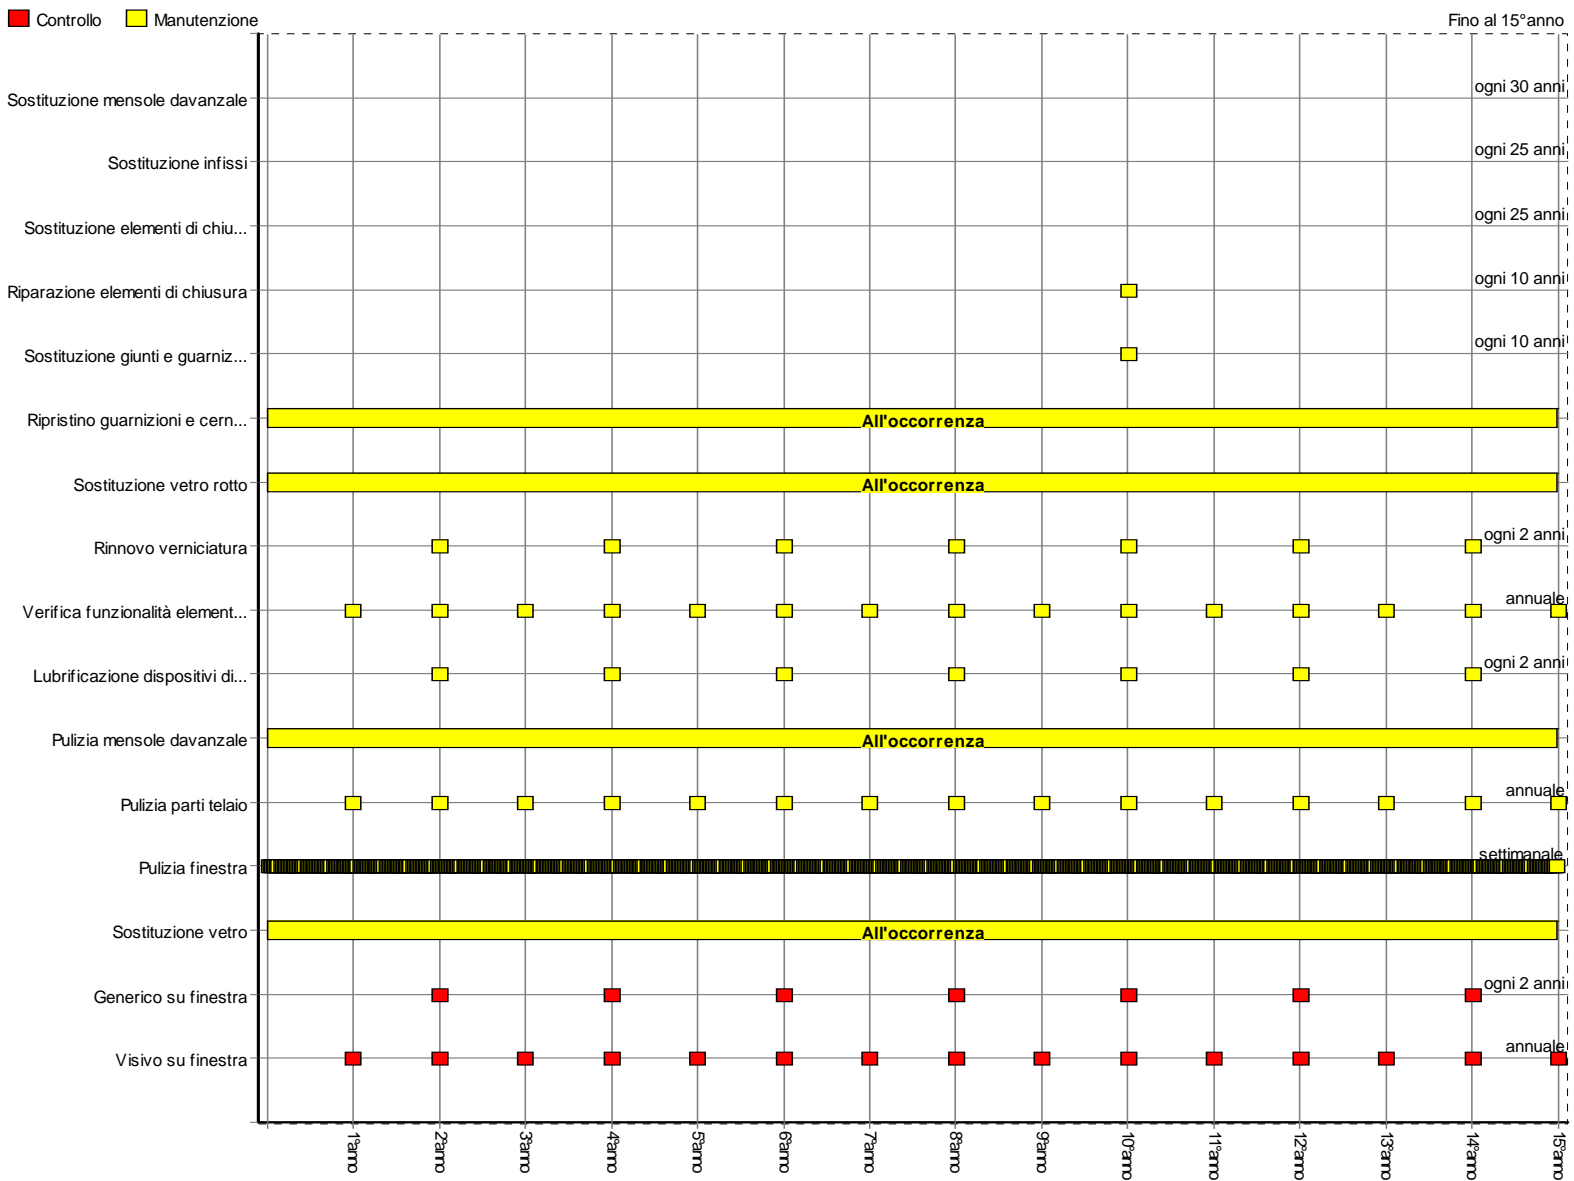 Controllo Manutenzione Fino al 15°anno
Sostituzione mensole davanzale ogni 30 anni
Sostituzione infissi ogni 25 anni
Sostituzione elementi di chiu... ogni 25 anni
Riparazione elementi di chiusura ogni 10 anni
Sostituzione giunti e guarniz... ogni 10 anni
Ripristino guarnizioni e cern... All'occorrenza
Sostituzione vetro rotto All'occorrenza
Rinnovo verniciatura ogni 2 anni
Verifica funzionalità element... annuale
Lubrificazione dispositivi di... ogni 2 anni
Pulizia mensole davanzale All'occorrenza
Pulizia parti telaio annuale
Pulizia finestra settimanale
Sostituzione vetro All'occorrenza
Generico su finestra ogni 2 anni
Visivo su finestra annuale
1°anno
2°anno
3°anno
4°anno
5°anno
6°anno
7°anno
8°anno
9°anno
10°anno
11°anno
12°anno
13°anno
14°anno
15°anno